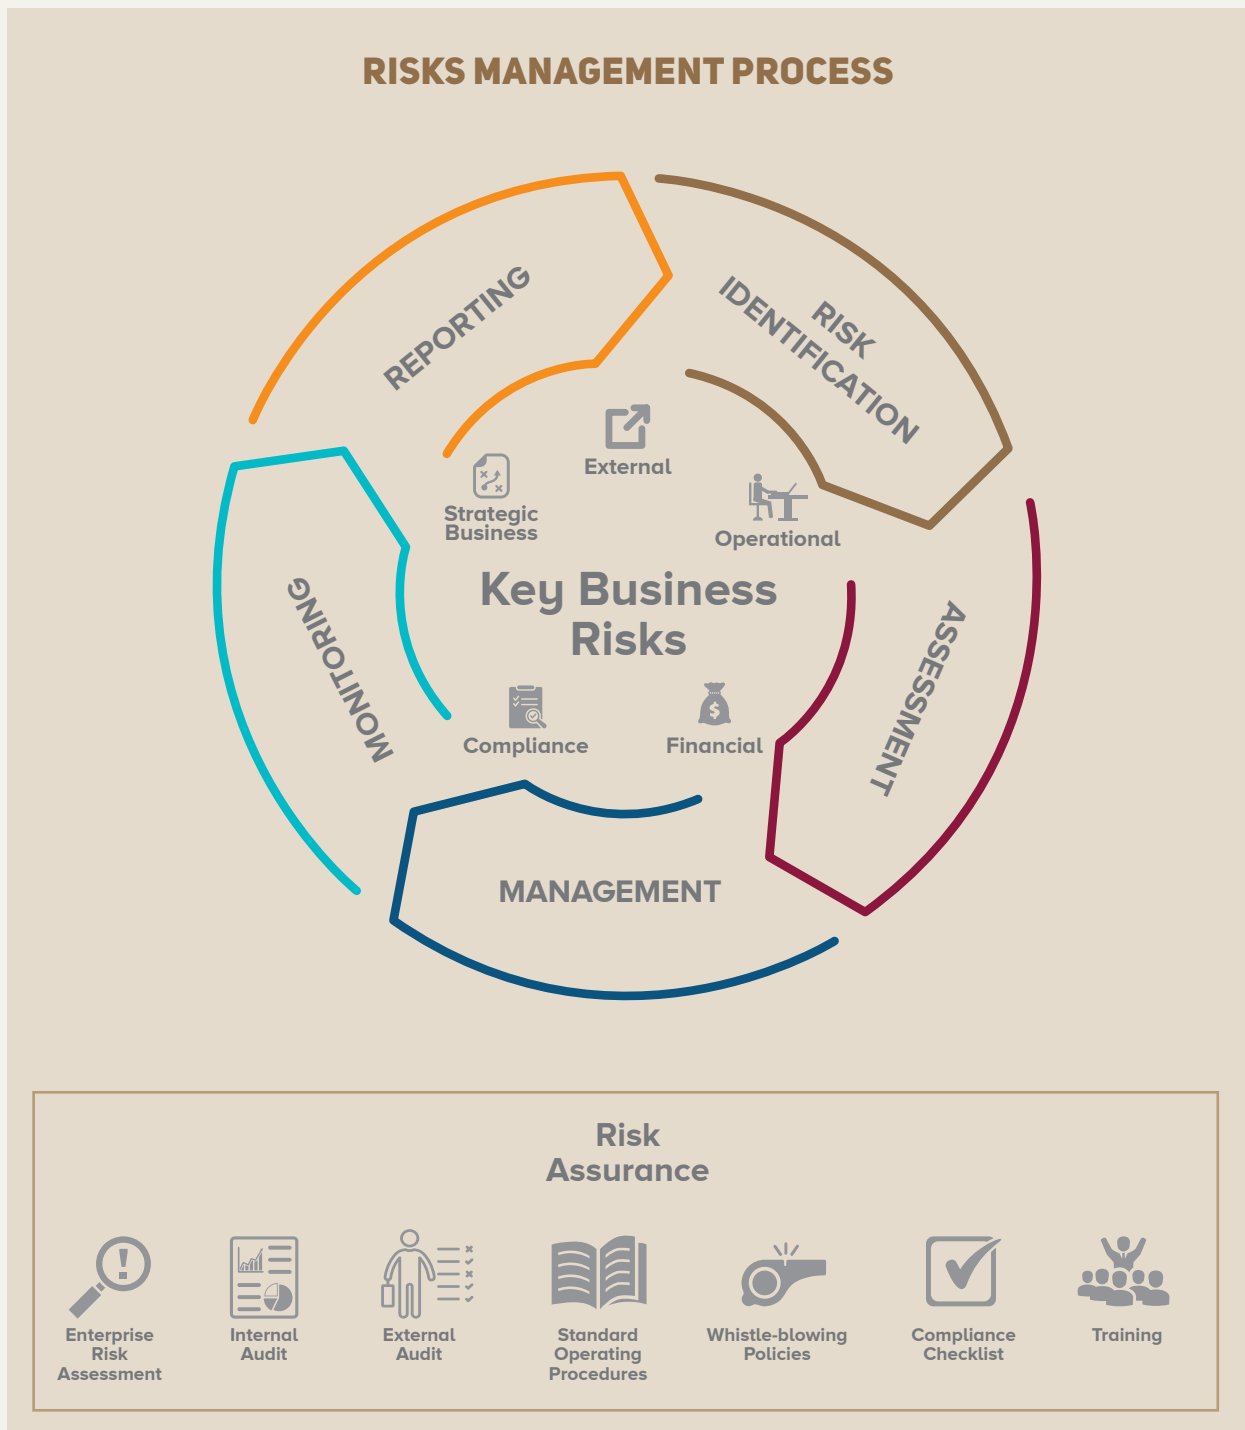 RISKS MANAGEMENT PROCESS
REPORTING
RISK
IDENTIFICATION
ASSESSMENT
MANAGEMENT
MONITORING
External
Strategic
Business
Operational
Key Business
Risks
Compliance
Financial
$
Risk
Assurance
!
Enterprise
Risk
Assessment
Internal
Audit
External
Audit
Standard
Operating
Procedures
Whistle-blowing
Policies
Compliance
Checklist
Training